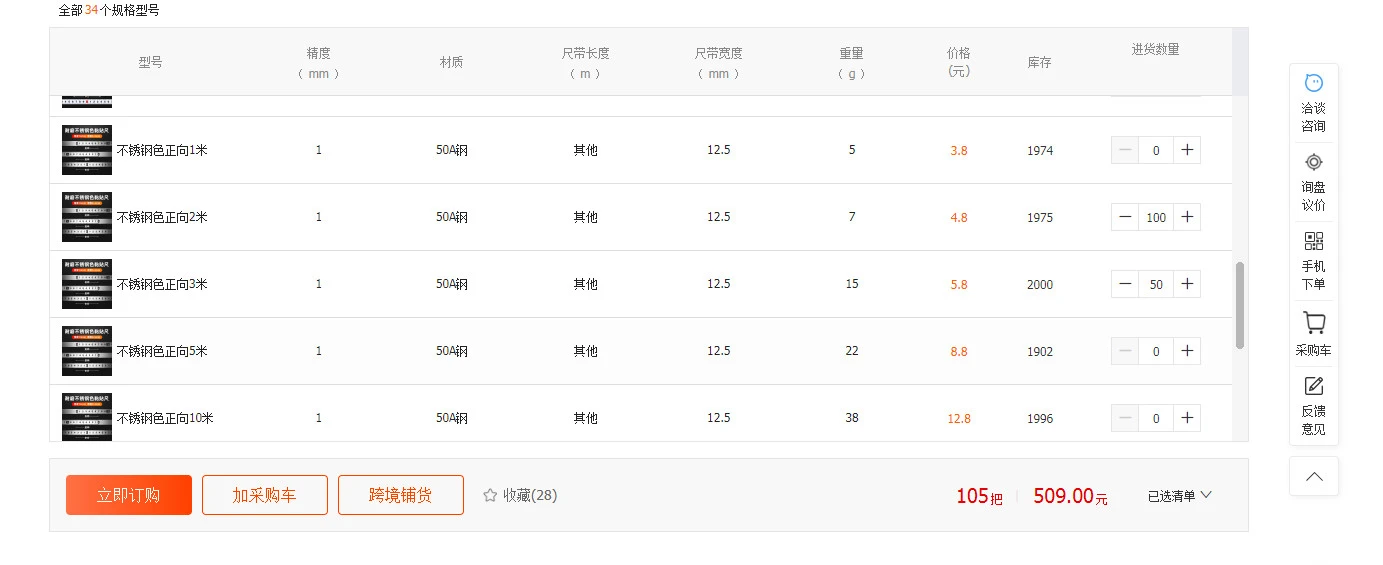 全部34个规格型号
型号 精度（mm） 材质 尺带长度（m） 尺带宽度（mm） 重量（g） 价格(元) 库存 进货数量
不锈钢色正向1米 1 50A钢 其他 12.5 5 3.8 1974 0
不锈钢色正向2米 1 50A钢 其他 12.5 7 4.8 1975 100
不锈钢色正向3米 1 50A钢 其他 12.5 15 5.8 2000 50
不锈钢色正向5米 1 50A钢 其他 12.5 22 8.8 1902 0
不锈钢色正向10米 1 50A钢 其他 12.5 38 12.8 1996 0
立即订购 加采购车 跨境铺货 收藏(28) 105把 509.00元 已选清单
洽谈
咨询
询盘
议价
手机
下单
采购车
反馈
意见